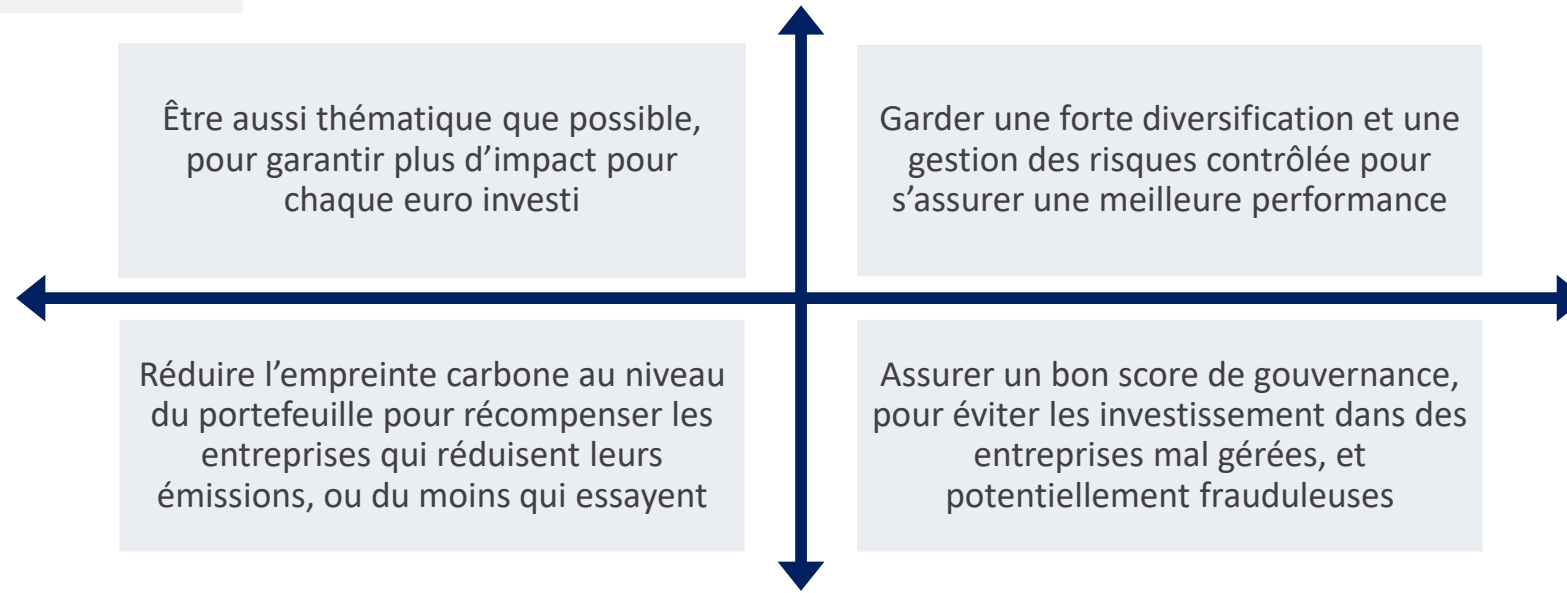 Être aussi thématique que possible,
pour garantir plus d’impact pour
chaque euro investi
Garder une forte diversification et une
gestion des risques contrôlée pour
s’assurer une meilleure performance
Réduire l’empreinte carbone au niveau
du portefeuille pour récompenser les
entreprises qui réduisent leurs
émissions, ou du moins qui essayent
Assurer un bon score de gouvernance,
pour éviter les investissement dans des
entreprises mal gérées, et
potentiellement frauduleuses